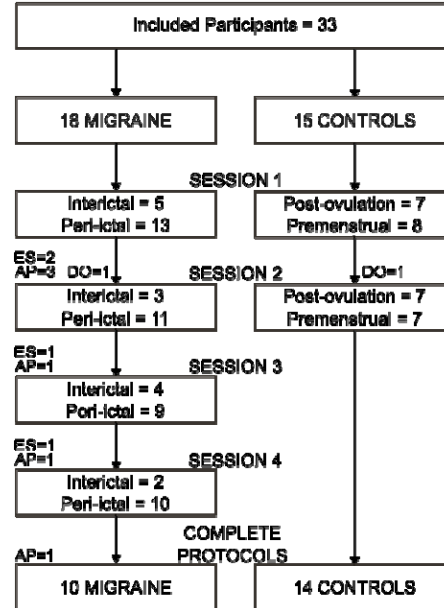 Included Participants = 33
18 MIGRAINE
15 CONTROLS
SESSION 1
Interictal = 5
Peri-ictal = 13
Post-ovulation = 7
Premenstrual = 8
ES=2
AP=3 DO=1
SESSION 2
DO=1
Interictal = 3
Peri-ictal = 11
Post-ovulation = 7
Premenstrual = 7
ES=1
AP=1
SESSION 3
Interictal = 4
Pori-ictal = 9
ES=1
AP=1
SESSION 4
Interictal = 2
Peri-ictal = 10
COMPLETE
PROTOCOLS
AP=1
10 MIGRAINE
14 CONTROLS